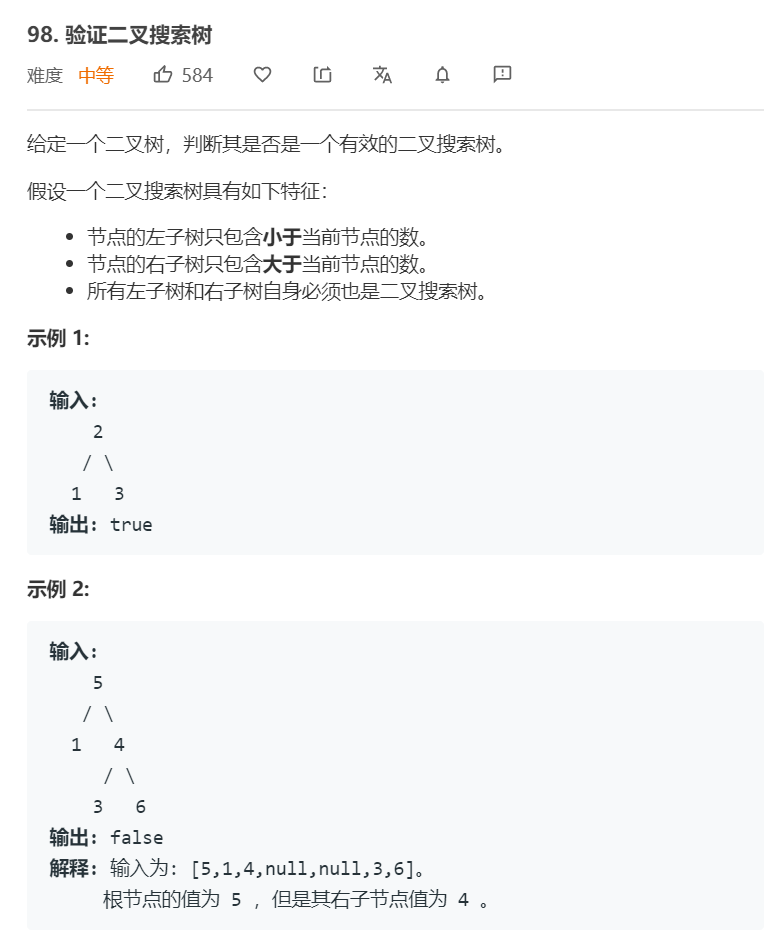 98. 验证二叉搜索树
难度 中等 584
给定一个二叉树，判断其是否是一个有效的二叉搜索树。
假设一个二叉搜索树具有如下特征：
• 节点的左子树只包含小于当前节点的数。
• 节点的右子树只包含大于当前节点的数。
• 所有左子树和右子树自身必须也是二叉搜索树。
示例 1:
输入:
2
/ \
1 3
输出: true
示例 2:
输入:
5
/ \
1 4
/ \
3 6
输出: false
解释: 输入为: [5,1,4,null,null,3,6]。
根节点的值为 5 ，但是其右子节点值为 4 。